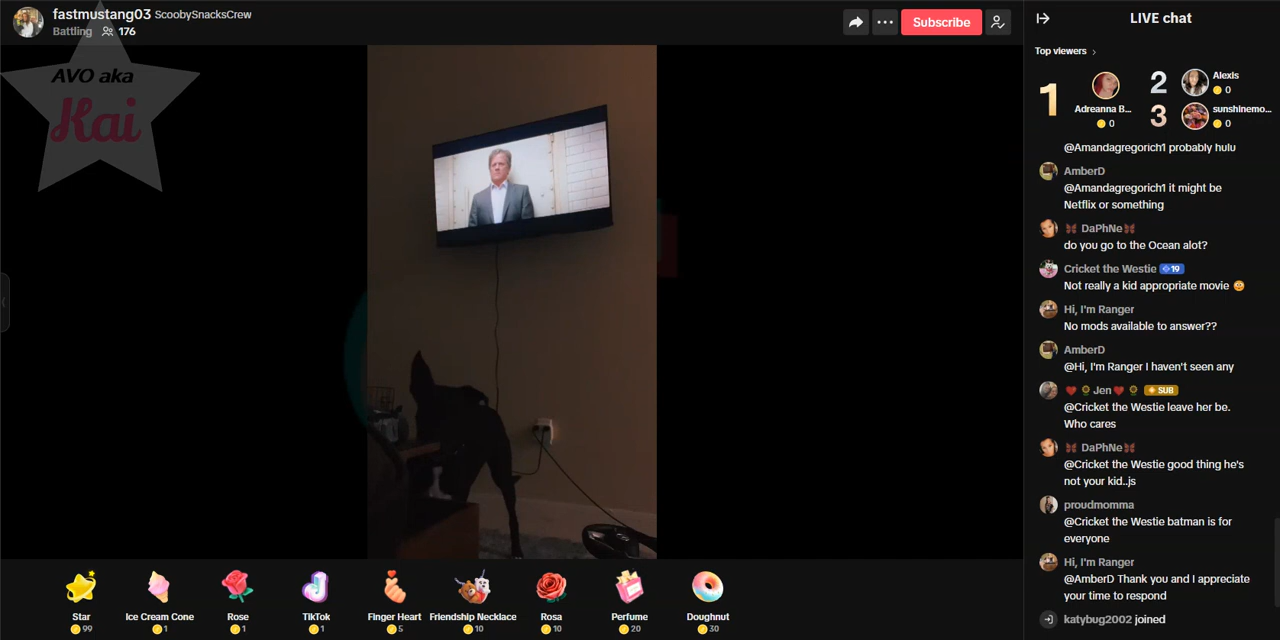 fastmustang03 ScoobySnacksCrew
Battling 176
Subscribe
AVO aka
Kai
LIVE chat
Top viewers
1
Adreanna B...
0
2
Alexis
0
3
sunshinemo...
0
@Amandagregorich1 probably hulu
AmberD
@Amandagregorich1 it might be
Netflix or something
DaPhNe
do you go to the Ocean alot?
Cricket the Westie 19
Not really a kid appropriate movie
Hi, I'm Ranger
No mods available to answer??
AmberD
@Hi, I'm Ranger I haven't seen any
Jen SUB
@Cricket the Westie leave her be.
Who cares
DaPhNe
@Cricket the Westie good thing he's
not your kid..js
proudmomma
@Cricket the Westie batman is for
everyone
Hi, I'm Ranger
@AmberD Thank you and I appreciate
your time to respond
katybug2002 joined
Star
99
Ice Cream Cone
1
Rose
1
TikTok
1
Finger Heart
5
Friendship Necklace
10
Rosa
10
Perfume
20
Doughnut
30